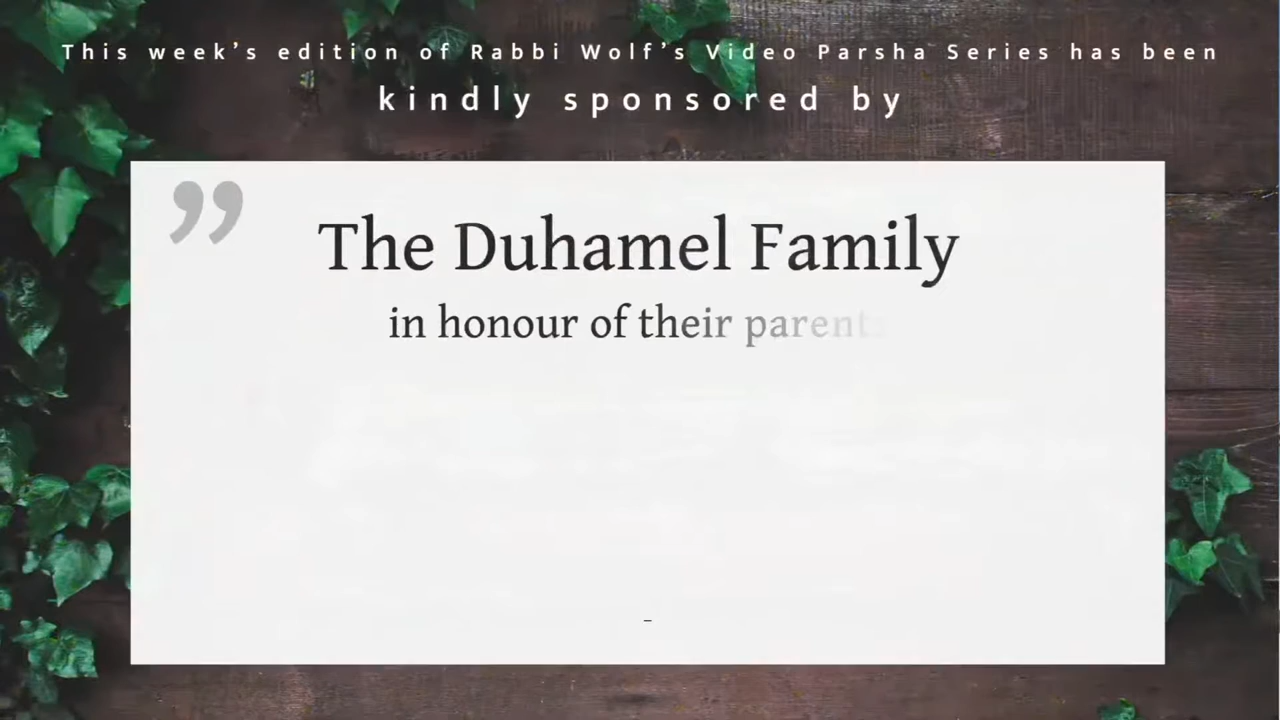 This week’s edition of Rabbi Wolf’s Video Parsha Series has been
kindly sponsored by
”
The Duhamel Family
in honour of their parents
-